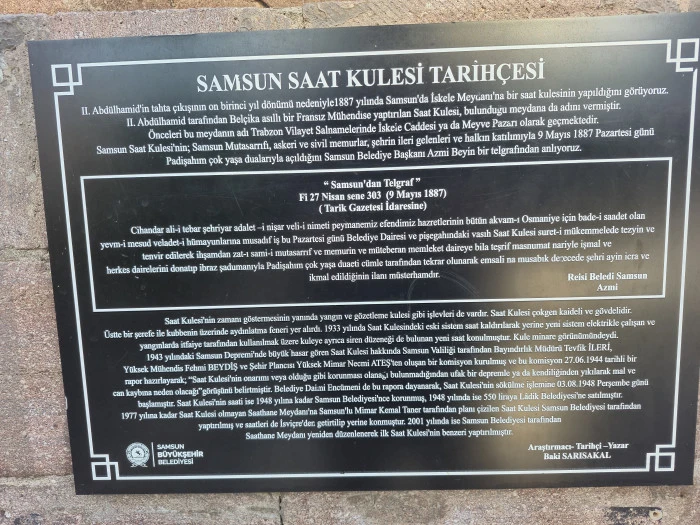 SAMSUN SAAT KULESİ TARİHÇESİ
II. Abdülhamid'in tahta çıkışının on birinci yıl dönümü nedeniyle1887 yılında Samsun'da İskele Meydanı'na bir saat kulesinin yapıldığını görüyoruz.
II. Abdülhamid tarafından Belçika asıllı bir Fransız Mühendise yaptırılan Saat Kulesi, bulunduğu meydana da adını vermiştir.
Önceleri bu meydanın adı Trabzon Vilayet Salnamelerinde İskele Caddesi ya da Meyve Pazarı olarak geçmektedir.
Samsun Saat Kulesi'nin; Samsun Mutasarrıfı, askeri ve sivil memurlar, şehrin ileri gelenleri ve halkın katılımıyla 9 Mayıs 1887 Pazartesi günü
Padişahım çok yaşa dualarıyla açıldığını Samsun Belediye Başkanı Azmi Beyin bir telgrafından anlıyoruz.
“ Samsun'dan Telgraf ”
Fi 27 Nisan sene 303 (9 Mayıs 1887)
( Tarik Gazetesi İdaresine)
Cihandar ali-i tebar şehriyar adalet –i nişar veli-i nimeti peymanemiz efendimiz hazretlerinin bütün akvam-ı Osmaniye için bade-i saadet olan
yevm-i mesud veladet-i hümayunlarına musadıf iş bu Pazartesi günü Belediye Dairesi ve pişegahındaki vasıh Saat Kulesi suret-i mükemmelede tezyin ve
tenvir edilerek ilışamdan zat-ı sami-i mutasarrıf ve memurin ve müteberan memleket daireye bila teşrif masnumat nariyle işmal ve
herkes dairelerini donatıp ibraz şadumanıyla Padişahım çok yaşa duaeti cümle tarafından tekrar olunarak emsali na musabık derecede şehri ayin icra ve
ikmal edildiğinin ilanı müsterhamdır.
Reisi Beledi Samsun
Azmi
Saat Kulesi'nin zamanı göstermesinin yanında yangın ve gözetleme kulesi gibi işlevleri de vardır. Saat Kulesi çokgen kaideli ve gövdelidir.
Üstte bir şerefe ile kubbenin üzerinde aydınlatma feneri yer alırdı. 1933 yılında Saat Kulesindeki eski sistem saat kaldırılarak yerine yeni sistem elektrikle çalışan ve
yangınlarda itfaiye tarafından kullanılmak üzere kuleye ayrıca siren düzeneği de bulunan yeni saat konulmuştur. Kule minare görünümündeydi.
1943 yılındaki Samsun Depremi'nde büyük hasar gören Saat Kulesi hakkında Samsun Valiliği tarafından Bayındırlık Müdürü Tevfik İLERİ,
Yüksek Mühendis Fehmi BEYDİŞ ve Şehir Plancısı Yüksek Mimar Necmi ATEŞ'ten oluşan bir komisyon kurulmuş ve bu komisyon 27.06.1944 tarihli bir
rapor hazırlayarak; “Saat Kulesi'nin onarımı veya olduğu gibi korunması olanağı bulunmadığından ufak bir depremle ya da kendiliğinden yıkılarak mal ve
can kaybına neden olacağı”görüşünü belirtmiştir. Belediye Daimi Encümeni de bu rapora dayanarak, Saat Kulesi'nin sökülme işlemine 03.08.1948 Perşembe günü
başlamıştır. Saat Kulesi'nin saati ise 1948 yılına kadar Samsun Belediyesi'nce korunmuş, 1948 yılında ise 550 liraya Lâdik Belediyesi'ne satılmıştır.
1977 yılına kadar Saat Kulesi olmayan Saathane Meydanı'na Samsun'lu Mimar Kemal Taner tarafından planı çizilen Saat Kulesi Samsun Belediyesi tarafından
yaptırılmış ve saatleri de İsviçre'den getirtilip yerine konmuştur. 2001 yılında ise Samsun Belediyesi tarafından
Saathane Meydanı yeniden düzenlenerek ilk Saat Kulesi'nin benzeri yaptırılmıştır.
SAMSUN
BÜYÜKŞEHİR
BELEDİYESİ
Araştırmacı- Tarihçi –Yazar
Baki SARISAKAL